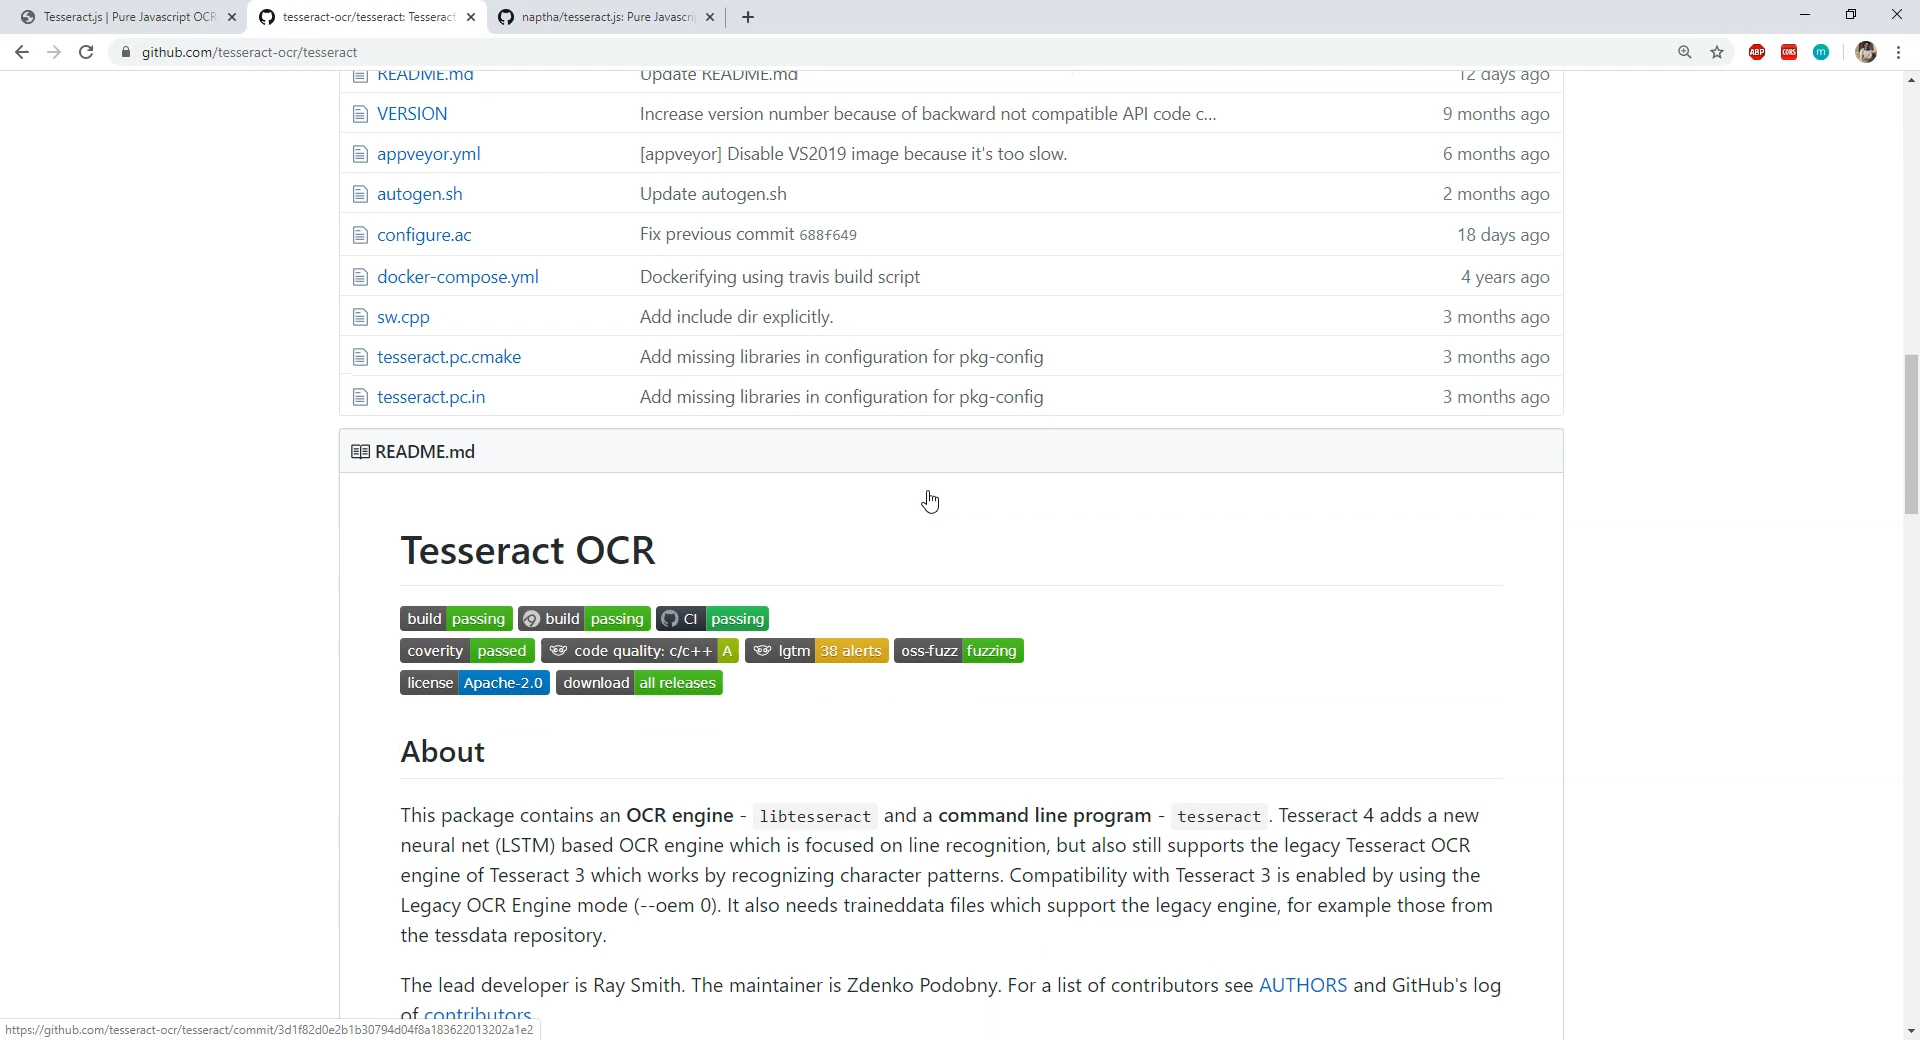 Tesseract.js | Pure Javascript OCR
tesseract-ocr/tesseract: Tesseract
naptha/tesseract.js: Pure Javascri
github.com/tesseract-ocr/tesseract
ABP
CORS
m
README.md Update README.md 12 days ago
VERSION Increase version number because of backward not compatible API code c... 9 months ago
appveyor.yml [appveyor] Disable VS2019 image because it's too slow. 6 months ago
autogen.sh Update autogen.sh 2 months ago
configure.ac Fix previous commit 688f649 18 days ago
docker-compose.yml Dockerifying using travis build script 4 years ago
sw.cpp Add include dir explicitly. 3 months ago
tesseract.pc.cmake Add missing libraries in configuration for pkg-config 3 months ago
tesseract.pc.in Add missing libraries in configuration for pkg-config 3 months ago
README.md
Tesseract OCR
build passing build passing CI passing
coverity passed code quality: c/c++ A lgtm 38 alerts oss-fuzz fuzzing
license Apache-2.0 download all releases
About
This package contains an OCR engine - libtesseract and a command line program - tesseract. Tesseract 4 adds a new
neural net (LSTM) based OCR engine which is focused on line recognition, but also still supports the legacy Tesseract OCR
engine of Tesseract 3 which works by recognizing character patterns. Compatibility with Tesseract 3 is enabled by using the
Legacy OCR Engine mode (--oem 0). It also needs traineddata files which support the legacy engine, for example those from
the tessdata repository.
The lead developer is Ray Smith. The maintainer is Zdenko Podobny. For a list of contributors see AUTHORS and GitHub's log
of contributors.
https://github.com/tesseract-ocr/tesseract/commit/3d1f82d0e2b1b30794d04f8a183622013202a1e2